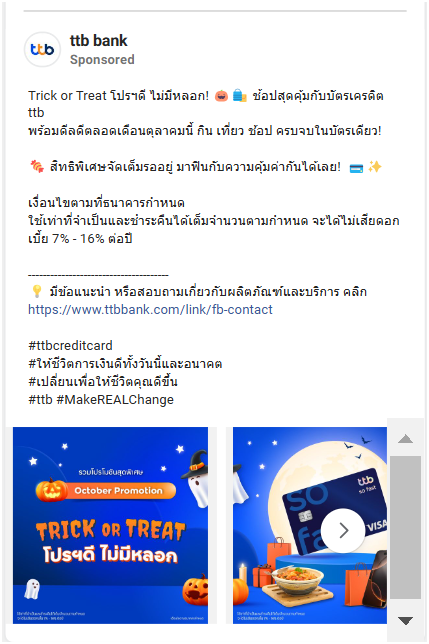 ttb bank
Sponsored
ttb
Trick or Treat โปรฯดี ไม่มีหลอก! 🎃 🛍️ ช้อปสุดคุ้มกับบัตรเครดิต
ttb
พร้อมดีลดีตลอดเดือนตุลาคมนี้ กิน เที่ยว ช้อป ครบจบในบัตรเดียว!
🍬 สิทธิพิเศษจัดเต็มรออยู่ มาฟินกับความคุ้มค่ากันได้เลย! 💳 ✨
เงื่อนไขตามที่ธนาคารกำหนด
ใช้เท่าที่จำเป็นและชำระคืนได้เต็มจำนวนตามกำหนด จะได้ไม่เสียดอก
เบี้ย 7% - 16% ต่อปี
-------------------------------------
💡 มีข้อแนะนำ หรือสอบถามเกี่ยวกับผลิตภัณฑ์และบริการ คลิก
https://www.ttbbank.com/link/fb-contact
#ttbcreditcard
#ให้ชีวิตการเงินดีทั้งวันนี้และอนาคต
#เปลี่ยนเพื่อให้ชีวิตคุณดีขึ้น
#ttb #MakeREALChange
รวมโปรโมชันสุดพิเศษ
October Promotion
TRICK OR TREAT
โปรฯดี ไม่มีหลอก
ttb
so fast
so
fa
VISA